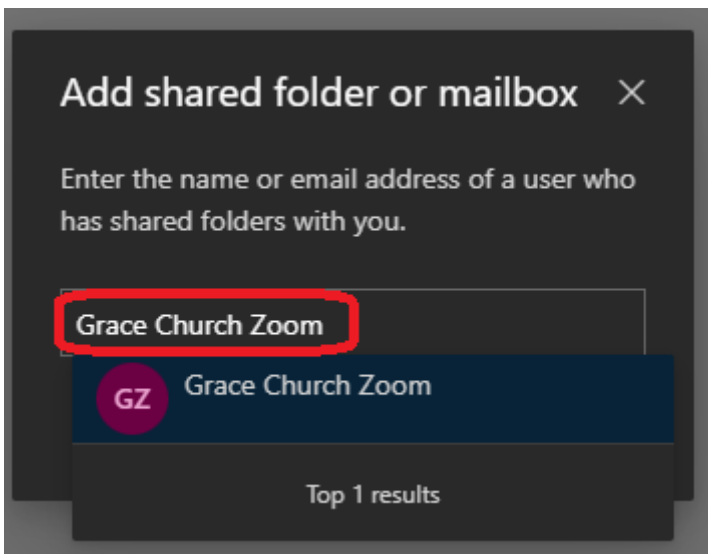 Add shared folder or mailbox
Enter the name or email address of a user who
has shared folders with you.
Grace Church Zoom
GZ
Grace Church Zoom
Top 1 results